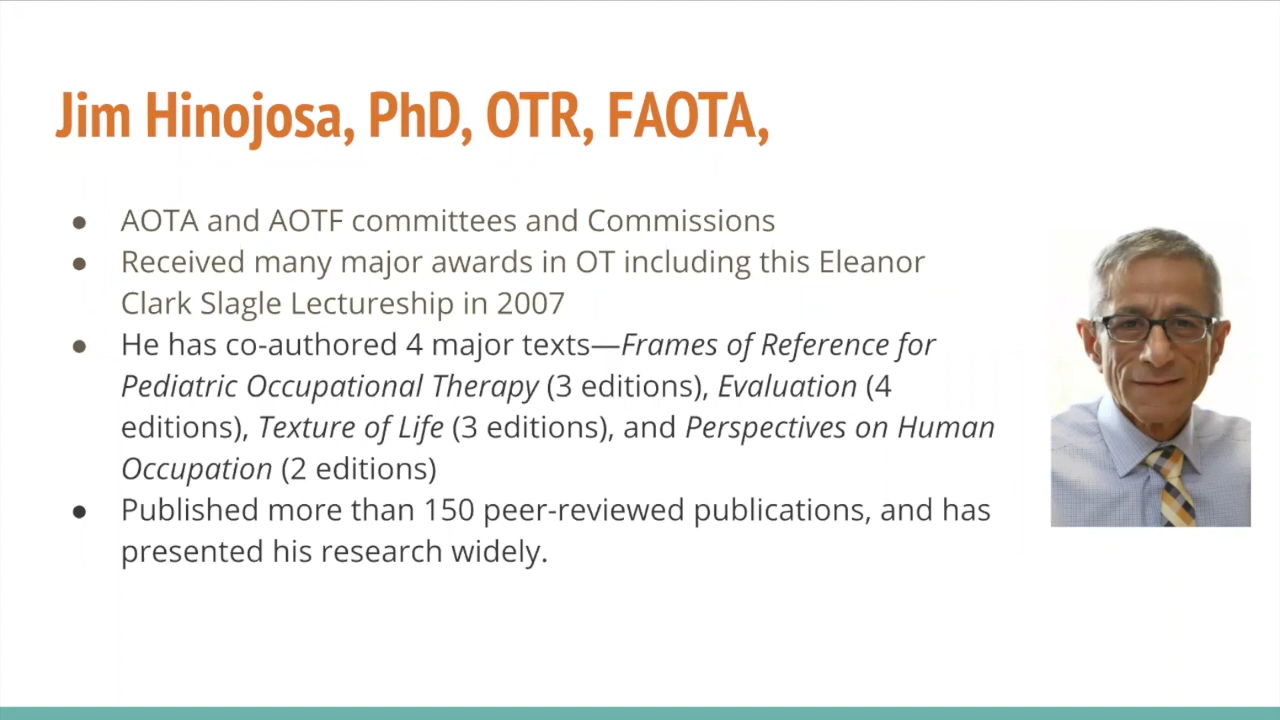 Jim Hinojosa, PhD, OTR, FAOTA,
● AOTA and AOTF committees and Commissions
● Received many major awards in OT including this Eleanor
Clark Slagle Lectureship in 2007
● He has co-authored 4 major texts—Frames of Reference for
Pediatric Occupational Therapy (3 editions), Evaluation (4
editions), Texture of Life (3 editions), and Perspectives on Human
Occupation (2 editions)
● Published more than 150 peer-reviewed publications, and has
presented his research widely.